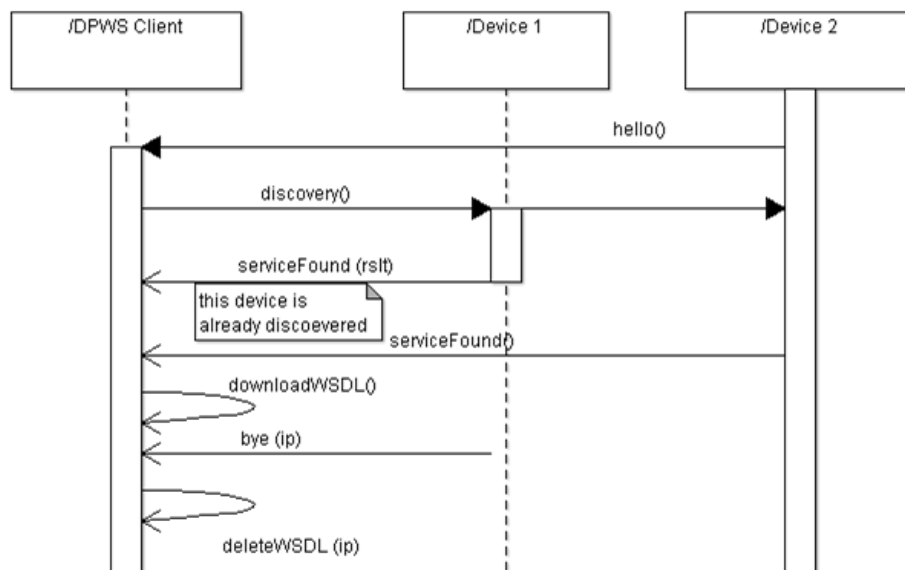 /DPWS Client
/Device 1
/Device 2
hello()
discovery()
serviceFound (rslt)
this device is
already discoevered
serviceFound()
downloadWSDL()
bye (ip)
deleteWSDL (ip)